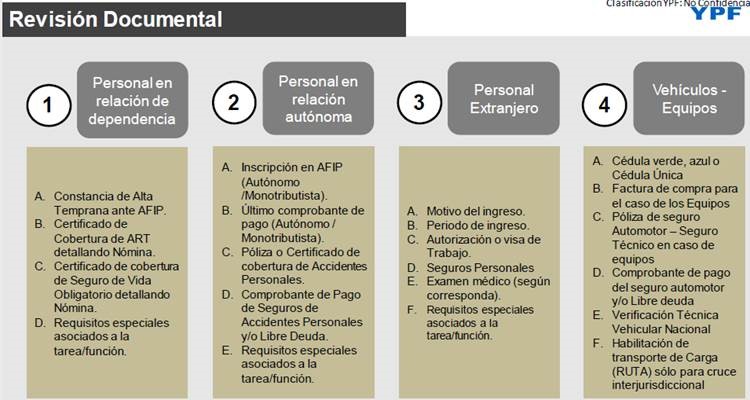 Clasificación YPF: No Confidencia
Revisión Documental
YPF
1
Personal en
relación de
dependencia
A. Constancia de Alta
Temprana ante AFIP.
B. Certificado de
Cobertura de ART
detallando Nómina.
C. Certificado de cobertura
de Seguro de Vida
Obligatorio detallando
Nómina.
D. Requisitos especiales
asociados a la
tarea/función.
2
Personal en
relación
autónoma
A. Inscripción en AFIP
(Autónomo
/Monotributista).
B. Último comprobante de
pago (Autónomo /
Monotributista).
C. Póliza o Certificado de
cobertura de Accidentes
Personales.
D. Comprobante de Pago
de Seguros de
Accidentes Personales
y/o Libre Deuda.
E. Requisitos especiales
asociados a la
tarea/función.
3
Personal
Extranjero
A. Motivo del ingreso.
B. Periodo de ingreso.
C. Autorización o visa de
Trabajo.
D. Seguros Personales
E. Examen médico (según
corresponda).
F. Requisitos especiales
asociados a la
tarea/función.
4
Vehículos -
Equipos
A. Cédula verde, azul o
Cédula Única
B. Factura de compra para
el caso de los Equipos
C. Póliza de seguro
Automotor – Seguro
Técnico en caso de
equipos
D. Comprobante de pago
del seguro automotor
y/o Libre deuda
E. Verificación Técnica
Vehicular Nacional
F. Habilitación de
transporte de Carga
(RUTA) sólo para cruce
interjurisdiccional